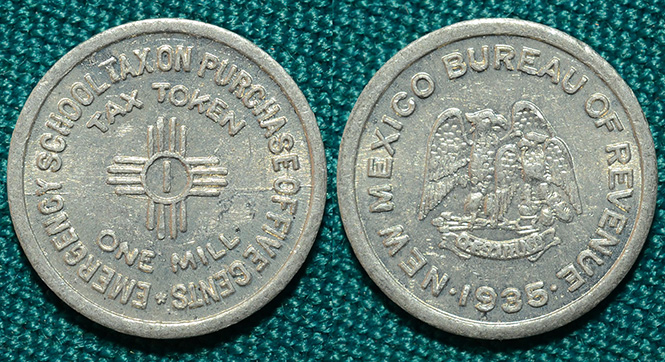 EMERGENCY SCHOOL TAX ON PURCHASE OF FIVE CENTS
TAX TOKEN
1
ONE MILL
NEW MEXICO BUREAU OF REVENUE
·1935·